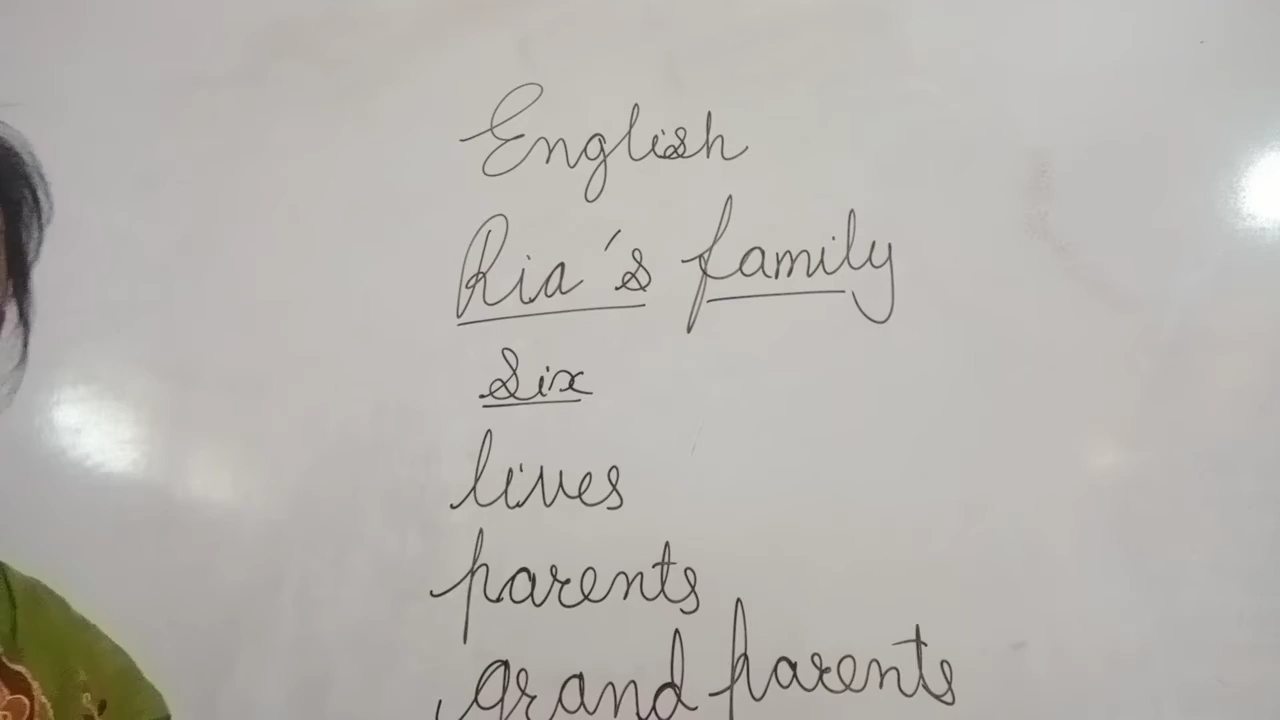 English
Ria's family
Six
lives
parents
grand parents